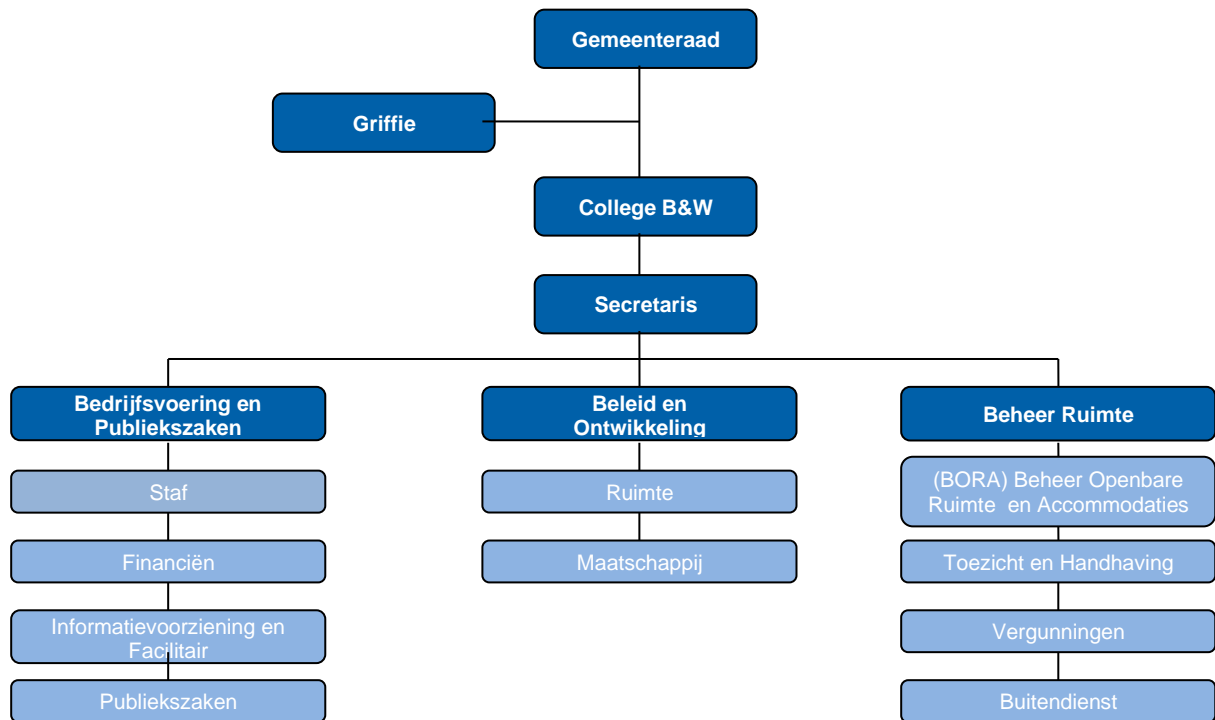 Gemeenteraad
Griffie
College B&W
Secretaris
Bedrijfsvoering en
Publiekszaken
Staf
Financiën
Informatievoorziening en
Facilitair
Publiekszaken
Beleid en
Ontwikkeling
Ruimte
Maatschappij
Beheer Ruimte
(BORA) Beheer Openbare
Ruimte en Accommodaties
Toezicht en Handhaving
Vergunningen
Buitendienst